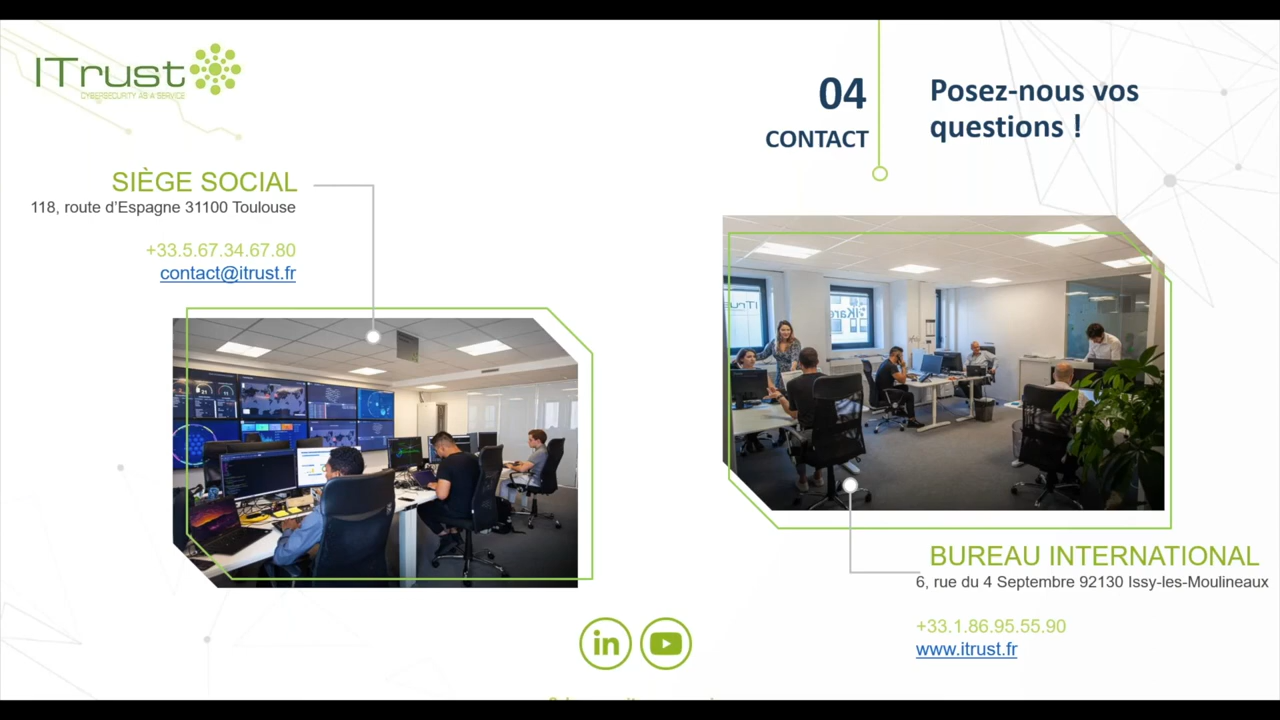 ITrust
CYBERSECURITY AS A SERVICE
04
CONTACT
Posez-nous vos
questions !
SIÈGE SOCIAL
118, route d'Espagne 31100 Toulouse
+33.5.67.34.67.80
contact@itrust.fr
BUREAU INTERNATIONAL
6, rue du 4 Septembre 92130 Issy-les-Moulineaux
+33.1.86.95.55.90
www.itrust.fr
in